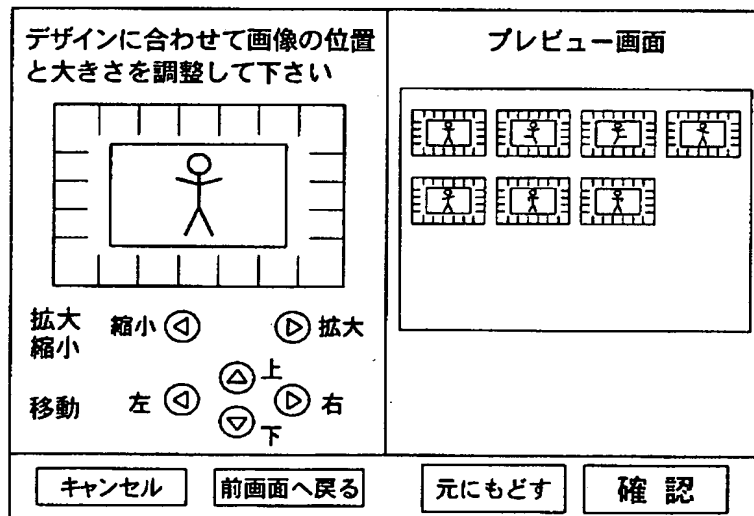 デザインに合わせて画像の位置
と大きさを調整して下さい
プレビュー画面
拡大
縮小
縮小
拡大
移動
左
上
下
右
キャンセル
前画面へ戻る
元にもどす
確認